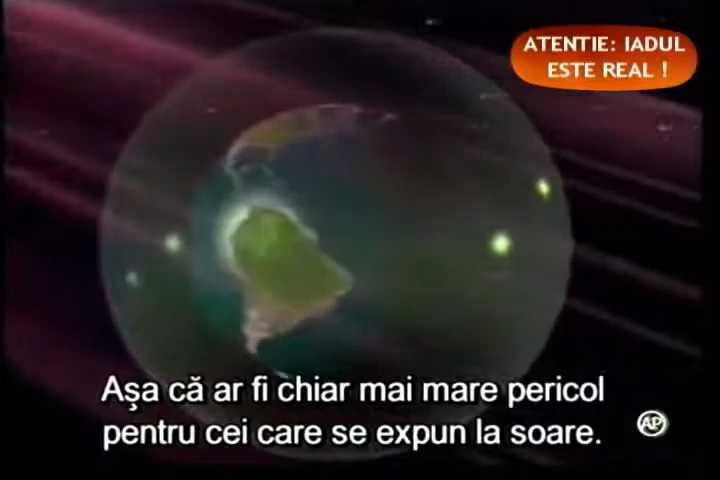 ATENTIE: IADUL
ESTE REAL !
Aşa că ar fi chiar mai mare pericol
pentru cei care se expun la soare.
AP